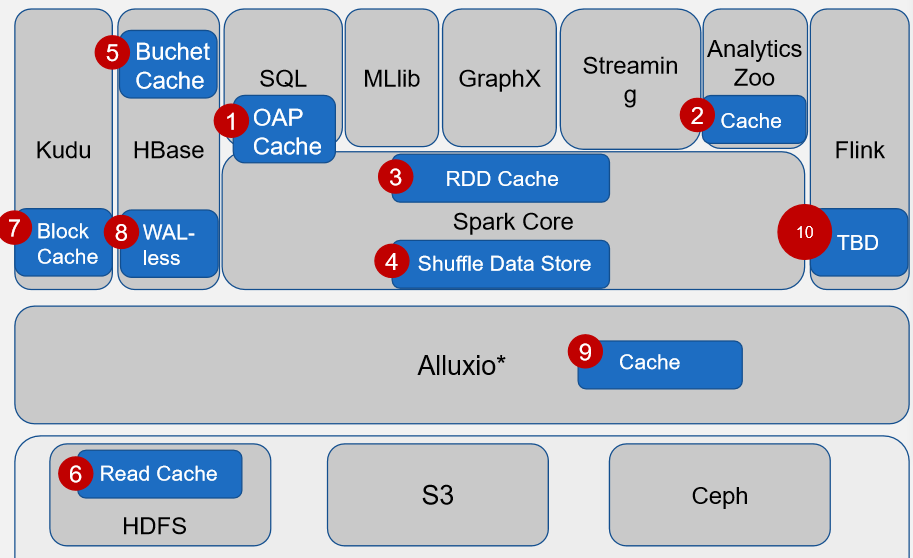 5
Buchet
Cache
SQL
MLlib
GraphX
Streamin
g
Analytics
Zoo
1
OAP
Cache
2
Cache
Kudu
HBase
Flink
3
RDD Cache
Spark Core
7
Block
Cache
8
WAL-
less
4
Shuffle Data Store
10
TBD
Alluxio*
9
Cache
6
Read Cache
HDFS
S3
Ceph